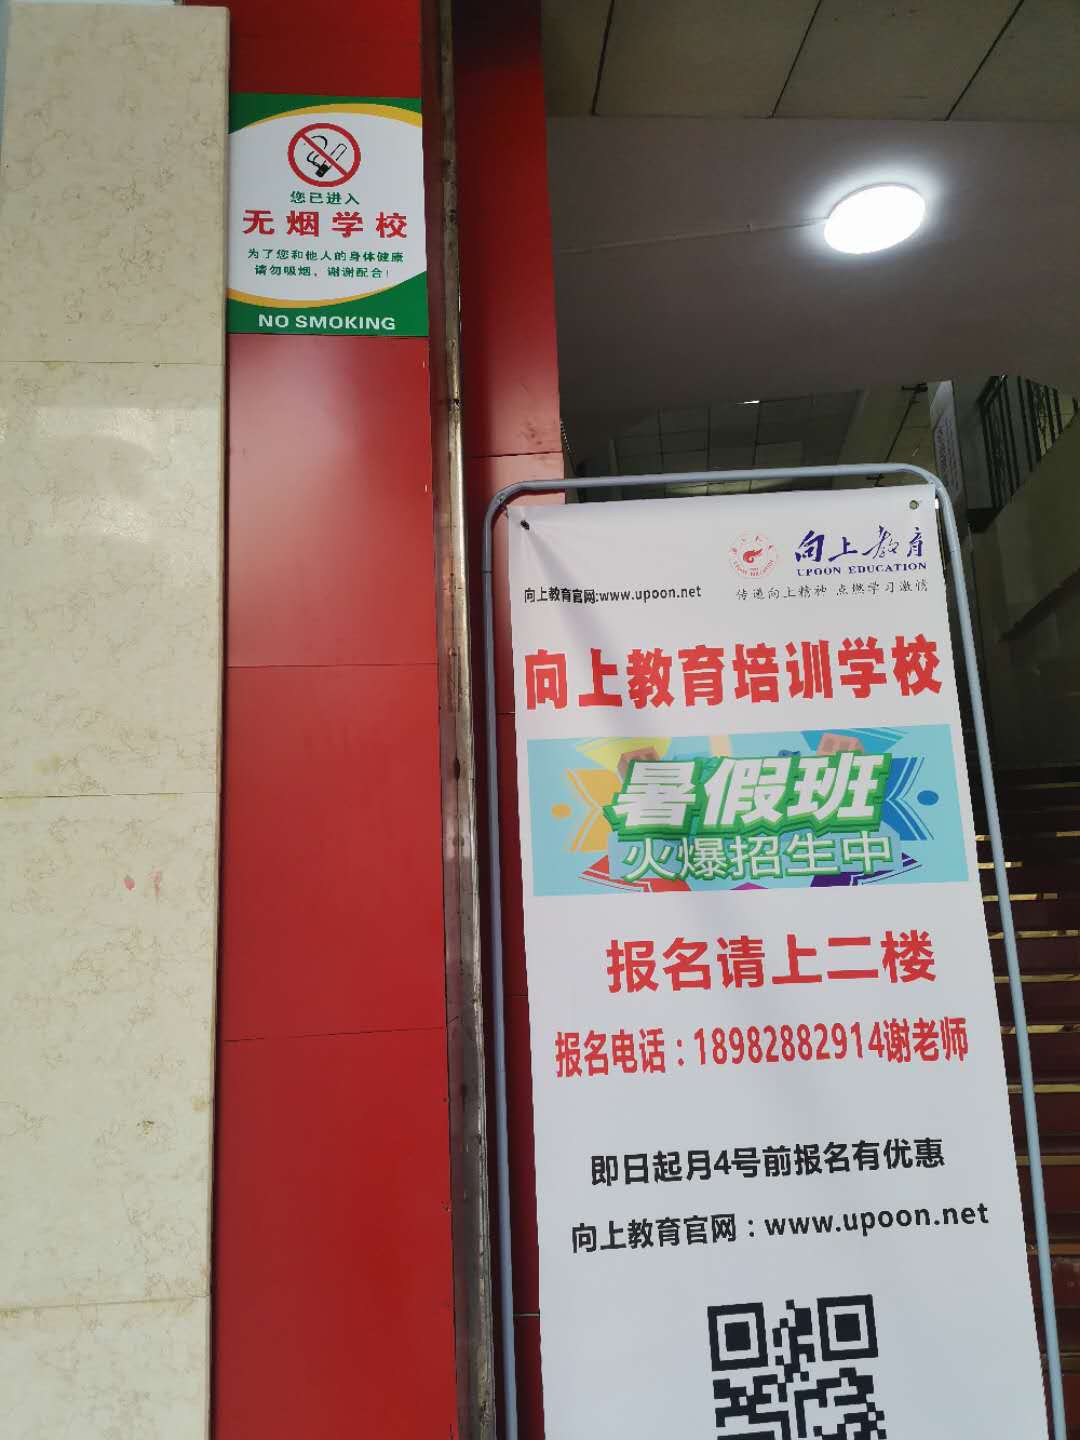 您已进入
无烟学校
为了您和他人的身体健康
请勿吸烟，谢谢配合！
NO SMOKING
向上教育
UPOON EDUCATION
向上教育官网:www.upoon.net
传递向上精神 点燃学习激情
向上教育培训学校
暑假班
火爆招生中
报名请上二楼
报名电话：18982882914谢老师
即日起月4号前报名有优惠
向上教育官网：www.upoon.net